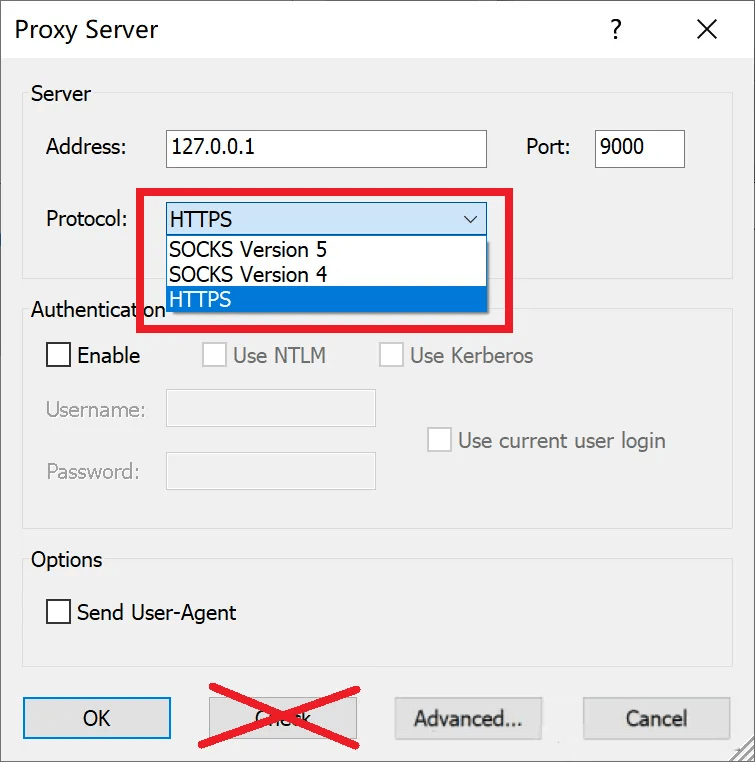 Proxy Server ?
Server
Address: 127.0.0.1 Port: 9000
Protocol: HTTPS
SOCKS Version 5
SOCKS Version 4
HTTPS
Authentication
Enable Use NTLM Use Kerberos
Username:
Use current user login
Password:
Options
Send User-Agent
OK Check Advanced... Cancel